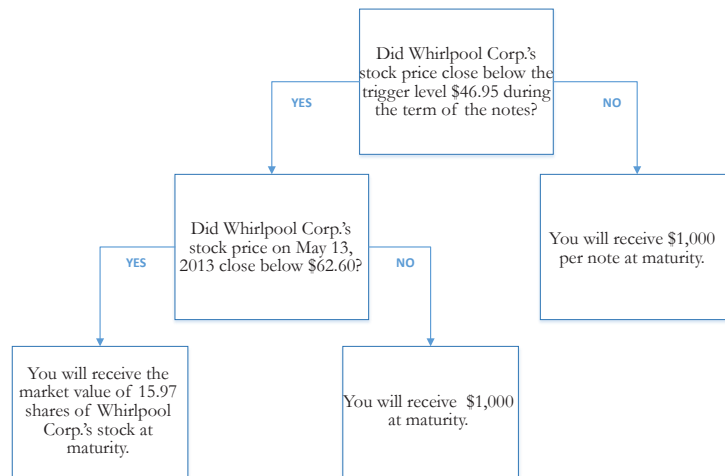 Did Whirlpool Corp.'s
stock price close below the
trigger level $46.95 during
the term of the notes?
YES
NO
Did Whirlpool Corp.'s
stock price on May 13,
2013 close below $62.60?
You will receive $1,000
per note at maturity.
YES
NO
You will receive the
market value of 15.97
shares of Whirlpool
Corp.'s stock at
maturity.
You will receive $1,000
at maturity.